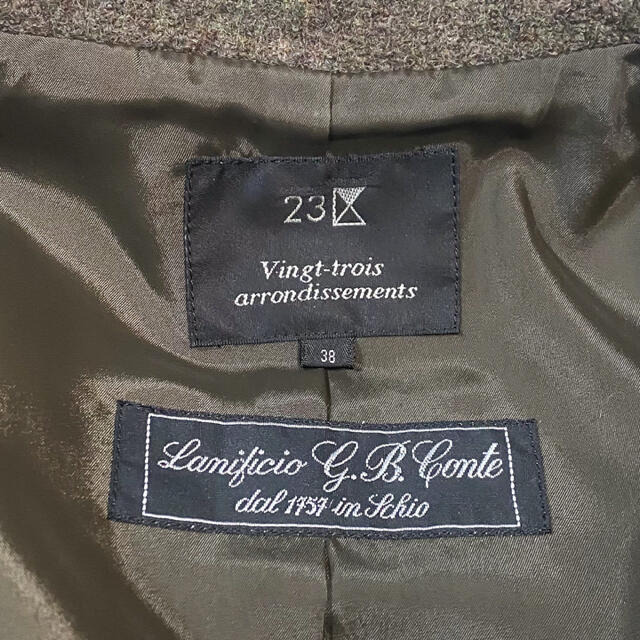 23
Vingt-trois
arrondissements
38
Lanificio G.B. Conte
dal 1757 in Schio